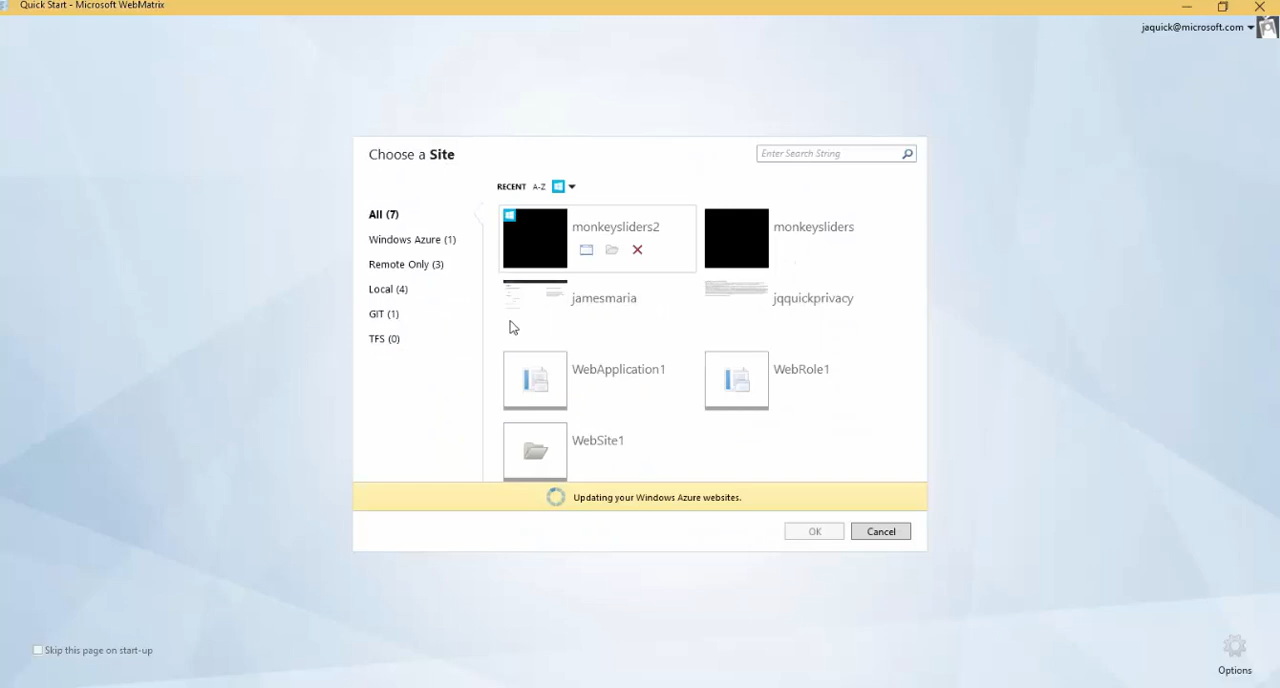 Quick Start - Microsoft WebMatrix
jaquick@microsoft.com
Choose a Site
Enter Search String
RECENT A-Z
All (7)
Windows Azure (1)
Remote Only (3)
Local (4)
GIT (1)
TFS (0)
monkeysliders2
monkeysliders
jamesmaria
jqquickprivacy
WebApplication1
WebRole1
WebSite1
Updating your Windows Azure websites.
OK
Cancel
Skip this page on start-up
Options